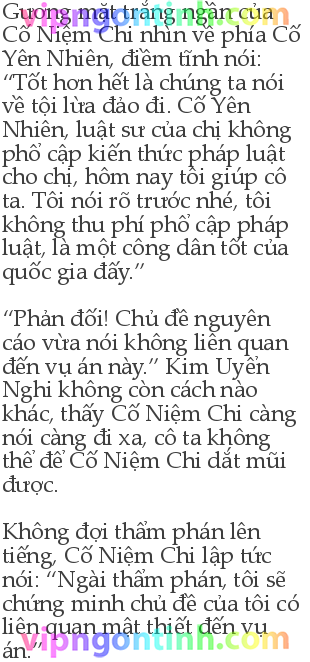 Gương mặt trắng ngần của
vipngontinh.com
Cố Niệm Chi nhìn về phía Cố
Yên Nhiên, điềm tĩnh nói:
“Tốt hơn hết là chúng ta nói
về tội lừa đảo đi. Cố Yên
Nhiên, luật sư của chị không
phổ cập kiến thức pháp luật
cho chị, hôm nay tôi giúp cô
ta. Tôi nói rõ trước nhé, tôi
không thu phí phổ cập pháp
luật, là một công dân tốt của
quốc gia đấy.”
“Phản đối! Chủ đề nguyên
cáo vừa nói không liên quan
đến vụ án này.” Kim Uyển
Nghi không còn cách nào
khác, thấy Cố Niệm Chi càng
nói càng đi xa, cô ta không
thể để Cố Niệm Chi dắt mũi
được.
Không đợi thẩm phán lên
tiếng, Cố Niệm Chi lập tức
nói: “Ngài thẩm phán, tôi sẽ
chứng minh chủ đề của tôi có
liên quan mật thiết đến vụ
vipngontinh.com
án.”